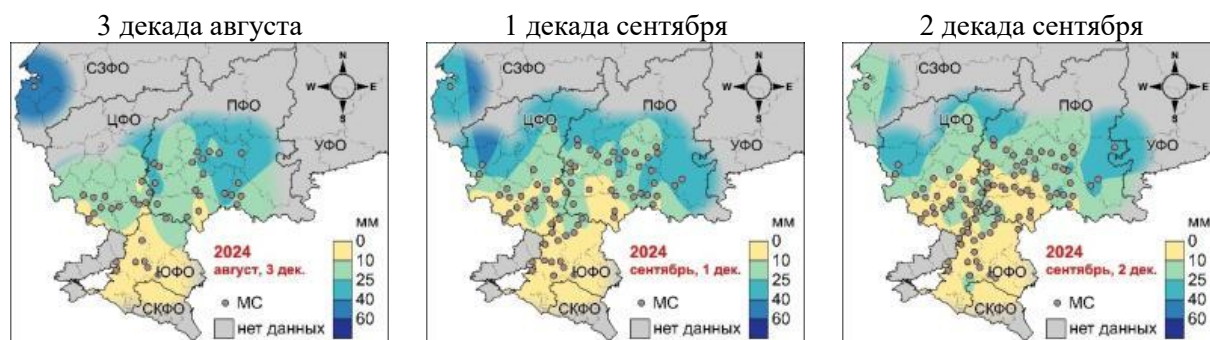 3 декада августа
СЗФО
N
W
E
S
ПФО
ЦФО
УФО
мм
0
10
25
40
60
2024
август, 3 дек.
ЮФО
МС
СКФО
нет данных
1 декада сентября
СЗФО
N
W
E
S
ПФО
ЦФО
УФО
мм
0
10
25
40
60
2024
сентябрь, 1 дек.
ЮФО
МС
СКФО
нет данных
2 декада сентября
СЗФО
N
W
E
S
ПФО
ЦФО
УФО
мм
0
10
25
40
60
2024
сентябрь, 2 дек.
ЮФО
МС
СКФО
нет данных